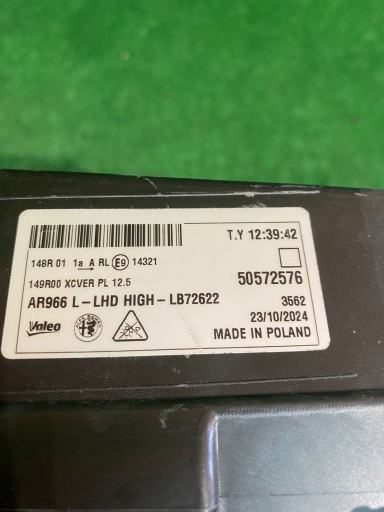 T.Y 12:39:42
148R 01 1a A RL E9 14321
149R00 XCVER PL 12.5
50572576
AR966 L-LHD HIGH-LB72622
3562
23/10/2024
Valeo
MADE IN POLAND